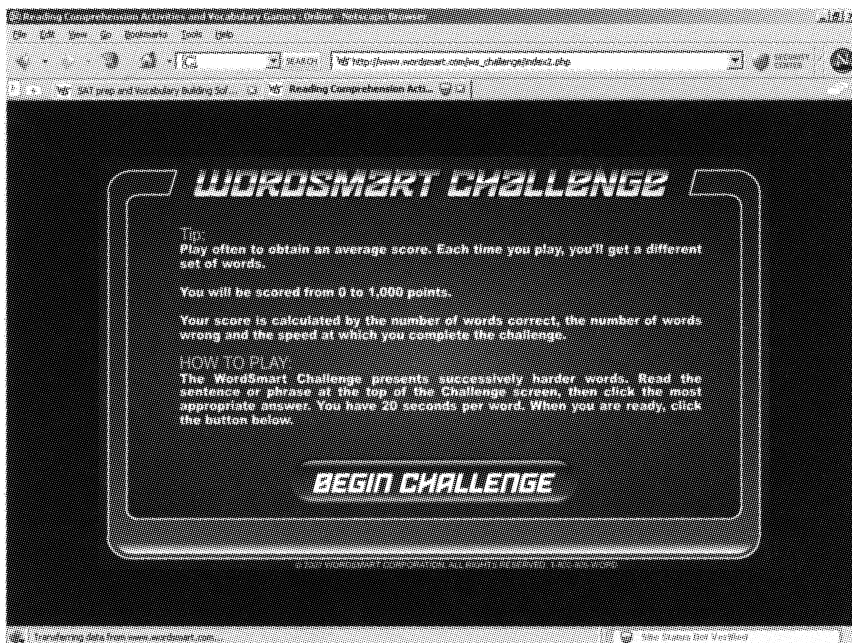 Reading Comprehension Activities and Vocabulary Games : Online - Netscape Browser
File Edit View Go Bookmarks Tools Help
SEARCH http://www.wordsmart.com/ws_challenge/index2.php SECURITY CENTER
SAT prep and Vocabulary Building Sof... Reading Comprehension Acti...
WORDSMART CHALLENGE
Tip:
Play often to obtain an average score. Each time you play, you'll get a different
set of words.
You will be scored from 0 to 1,000 points.
Your score is calculated by the number of words correct, the number of words
wrong and the speed at which you complete the challenge.
HOW TO PLAY:
The WordSmart Challenge presents successively harder words. Read the
sentence or phrase at the top of the Challenge screen, then click the most
appropriate answer. You have 20 seconds per word. When you are ready, click
the button below.
BEGIN CHALLENGE
© 2007 WORDSMART CORPORATION. ALL RIGHTS RESERVED. 1-800-806-WORD
Transferring data from www.wordsmart.com... Site Status Not Verified